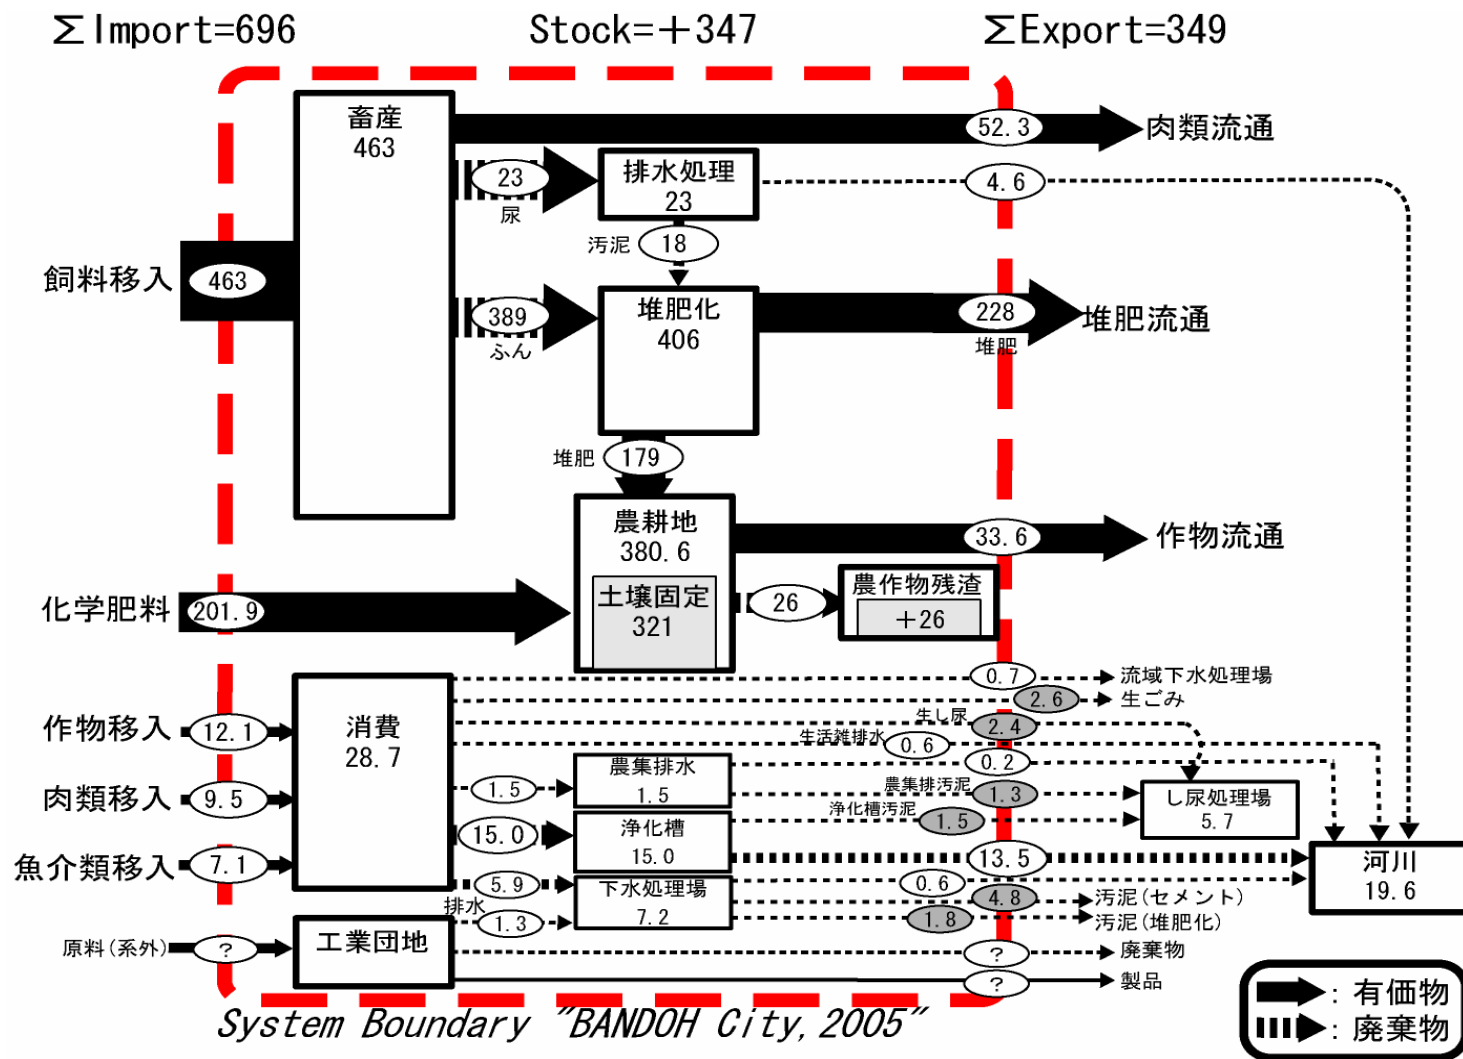 ΣImport=696
Stock=+347
ΣExport=349
畜産
463
52.3
肉類流通
23
尿
排水処理
23
4.6
汚泥
18
飼料移入
463
389
ふん
堆肥化
406
228
堆肥
堆肥流通
堆肥
179
農耕地
380.6
土壌固定
321
33.6
作物流通
化学肥料
201.9
26
農作物残渣
+26
0.7
流域下水処理場
2.6
生ごみ
作物移入
12.1
消費
28.7
生し尿
2.4
生活雑排水
0.6
0.2
肉類移入
9.5
1.5
農集排水
1.5
農集排汚泥
1.3
浄化槽汚泥
1.5
し尿処理場
5.7
15.0
浄化槽
15.0
13.5
河川
19.6
魚介類移入
7.1
5.9
排水
1.3
下水処理場
7.2
0.6
4.8
汚泥(セメント)
1.8
汚泥(堆肥化)
原料(系外)
?
工業団地
?
廃棄物
?
製品
System Boundary "BANDOH City, 2005"
: 有価物
: 廃棄物